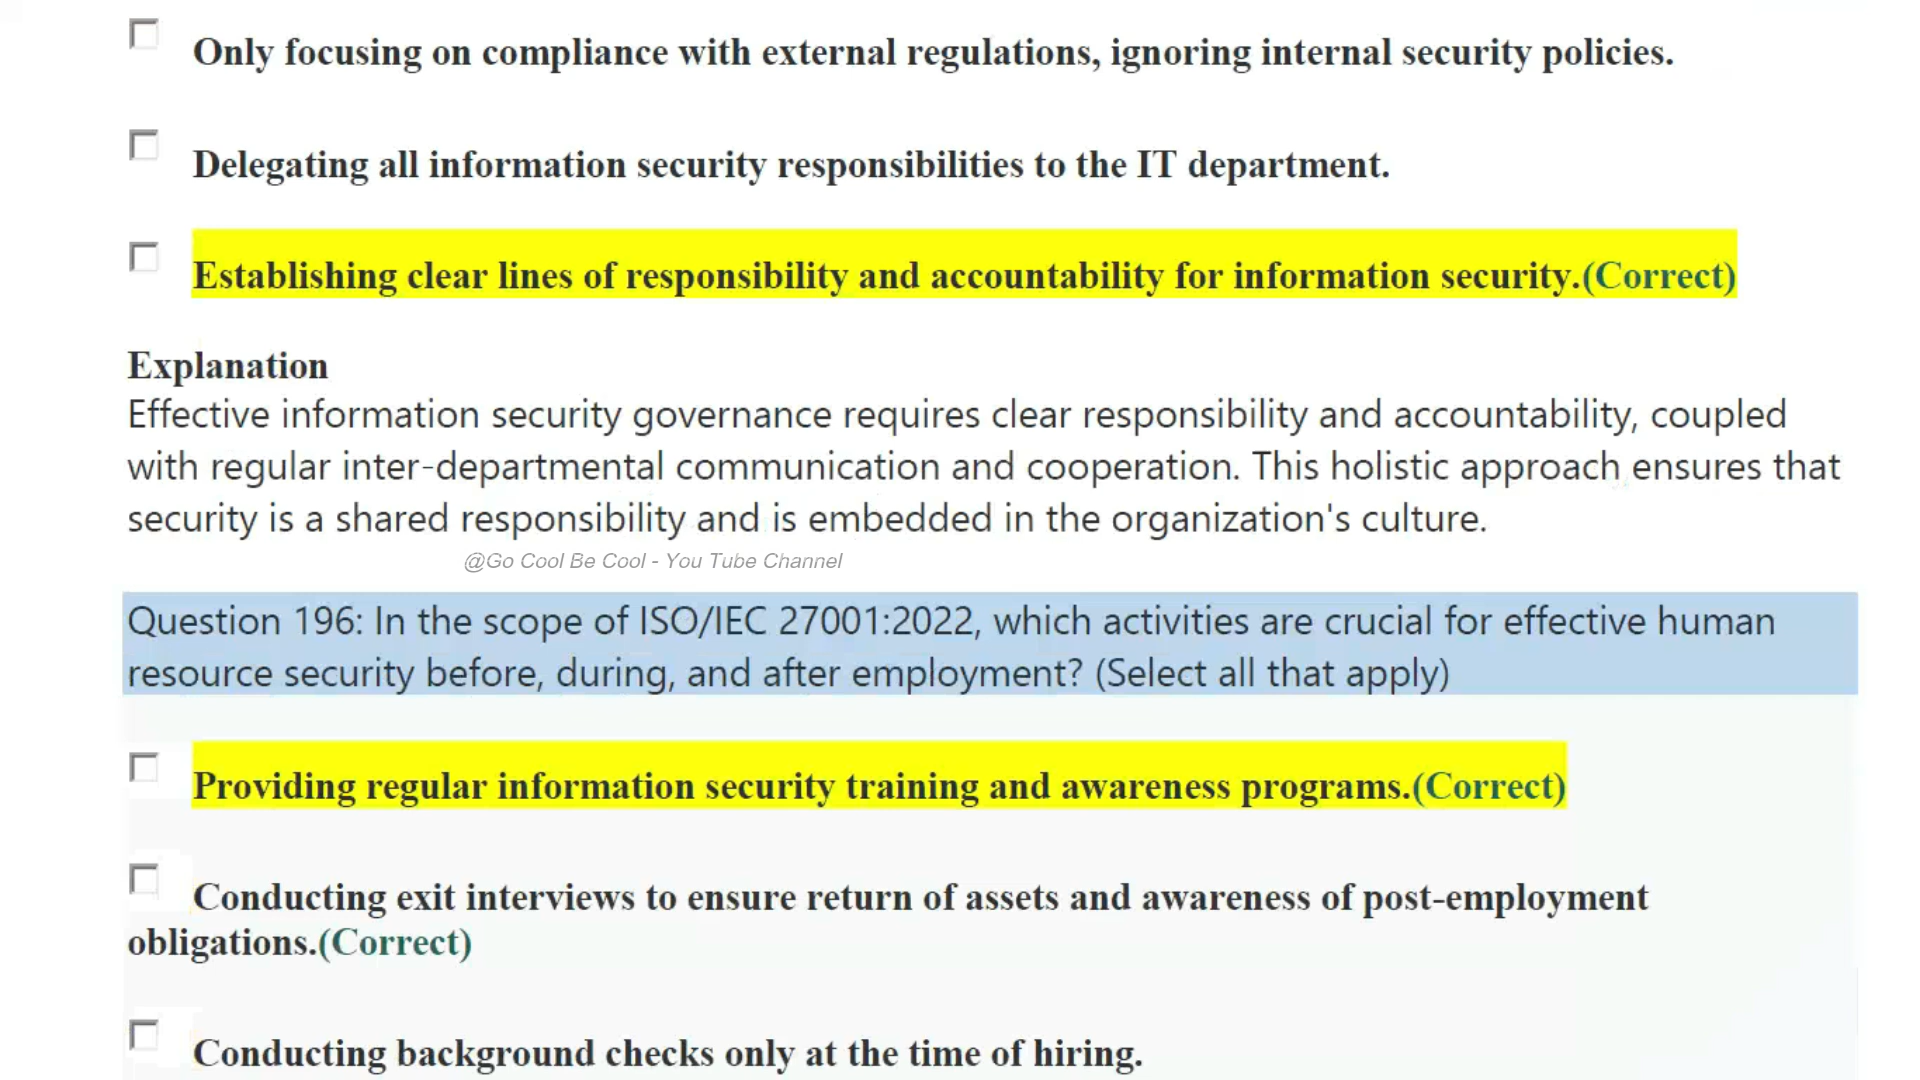 Only focusing on compliance with external regulations, ignoring internal security policies.
Delegating all information security responsibilities to the IT department.
Establishing clear lines of responsibility and accountability for information security.(Correct)
Explanation
Effective information security governance requires clear responsibility and accountability, coupled
with regular inter-departmental communication and cooperation. This holistic approach ensures that
security is a shared responsibility and is embedded in the organization's culture.
@Go Cool Be Cool - You Tube Channel
Question 196: In the scope of ISO/IEC 27001:2022, which activities are crucial for effective human
resource security before, during, and after employment? (Select all that apply)
Providing regular information security training and awareness programs.(Correct)
Conducting exit interviews to ensure return of assets and awareness of post-employment
obligations.(Correct)
Conducting background checks only at the time of hiring.